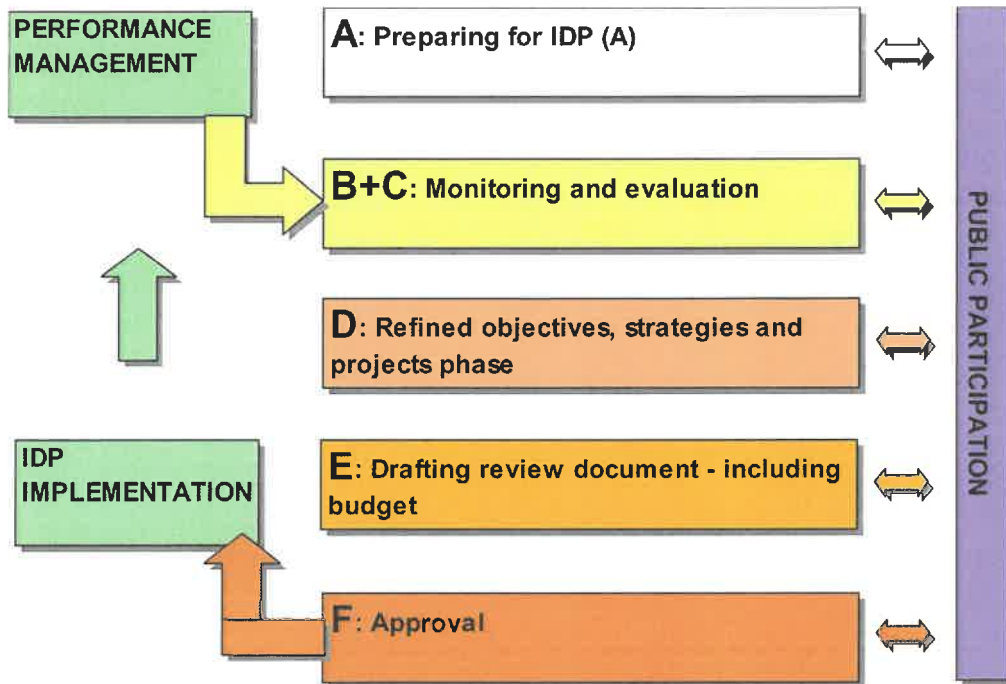 PERFORMANCE
MANAGEMENT
A: Preparing for IDP (A)
B+C: Monitoring and evaluation
D: Refined objectives, strategies and
projects phase
IDP
IMPLEMENTATION
E: Drafting review document - including
budget
F: Approval
PUBLIC PARTICIPATION